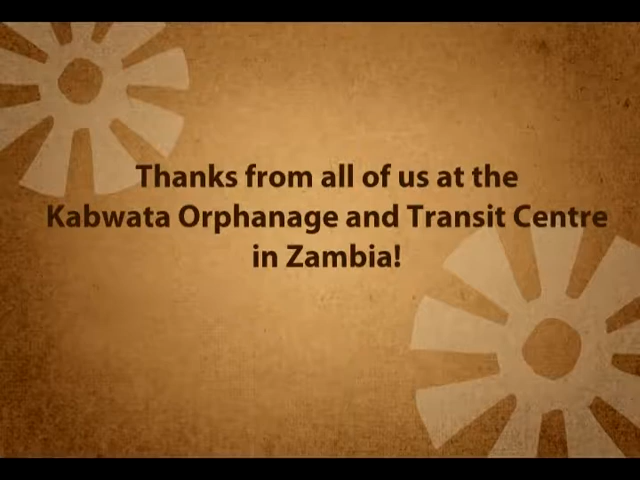 Thanks from all of us at the
Kabwata Orphanage and Transit Centre
in Zambia!